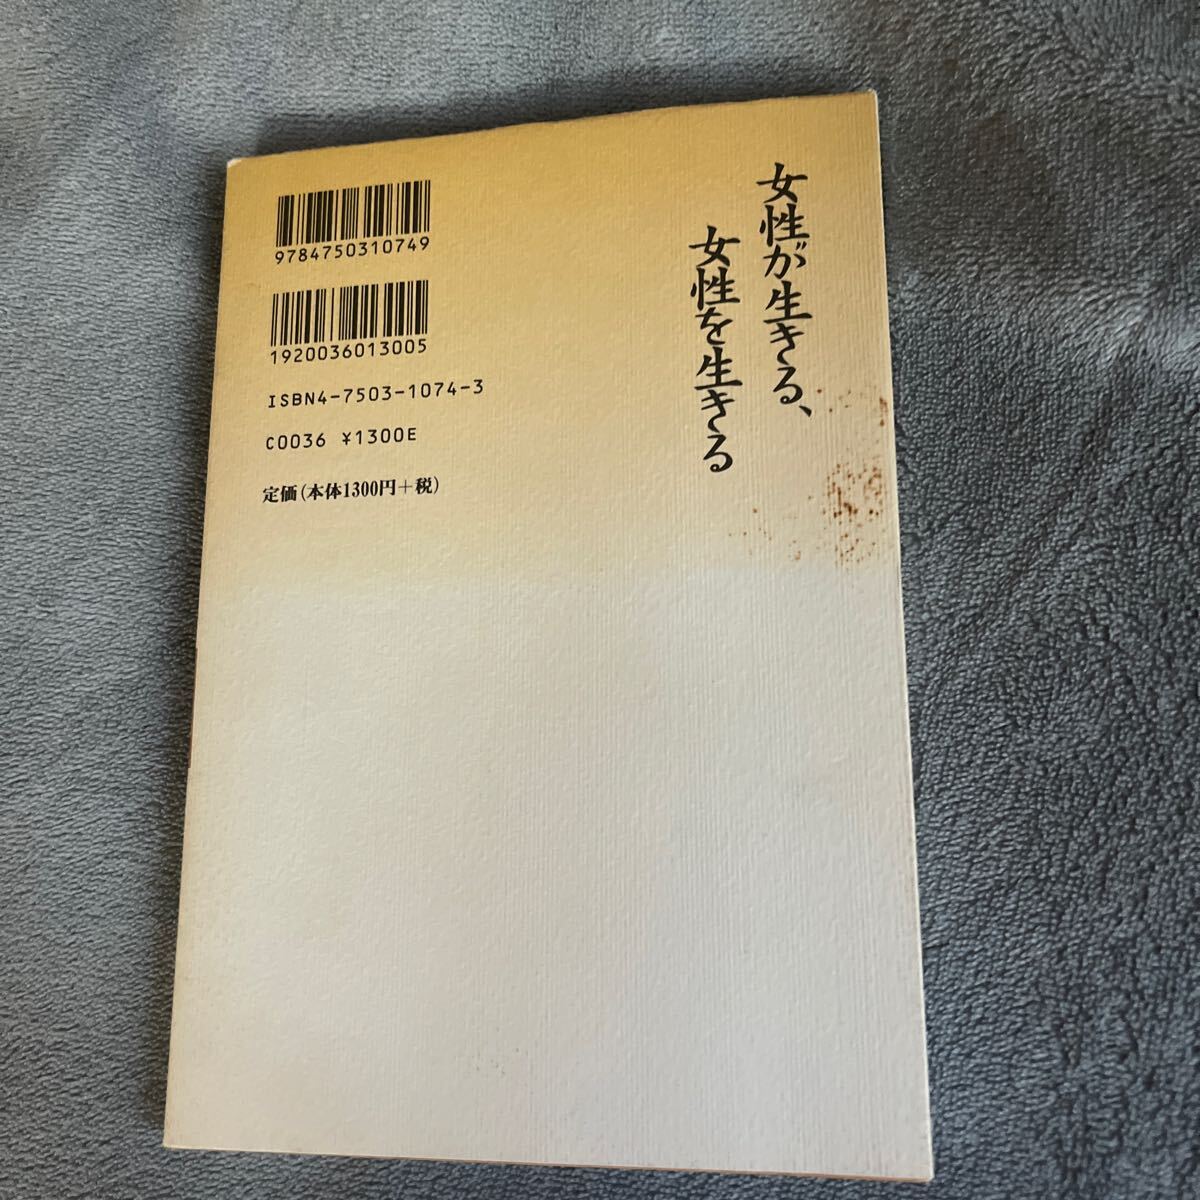 女性が生きる、
女性を生きる
9784750310749
1920036013005
ISBN4-7503-1074-3
C0036 ¥1300E
定価(本体1300円+税)